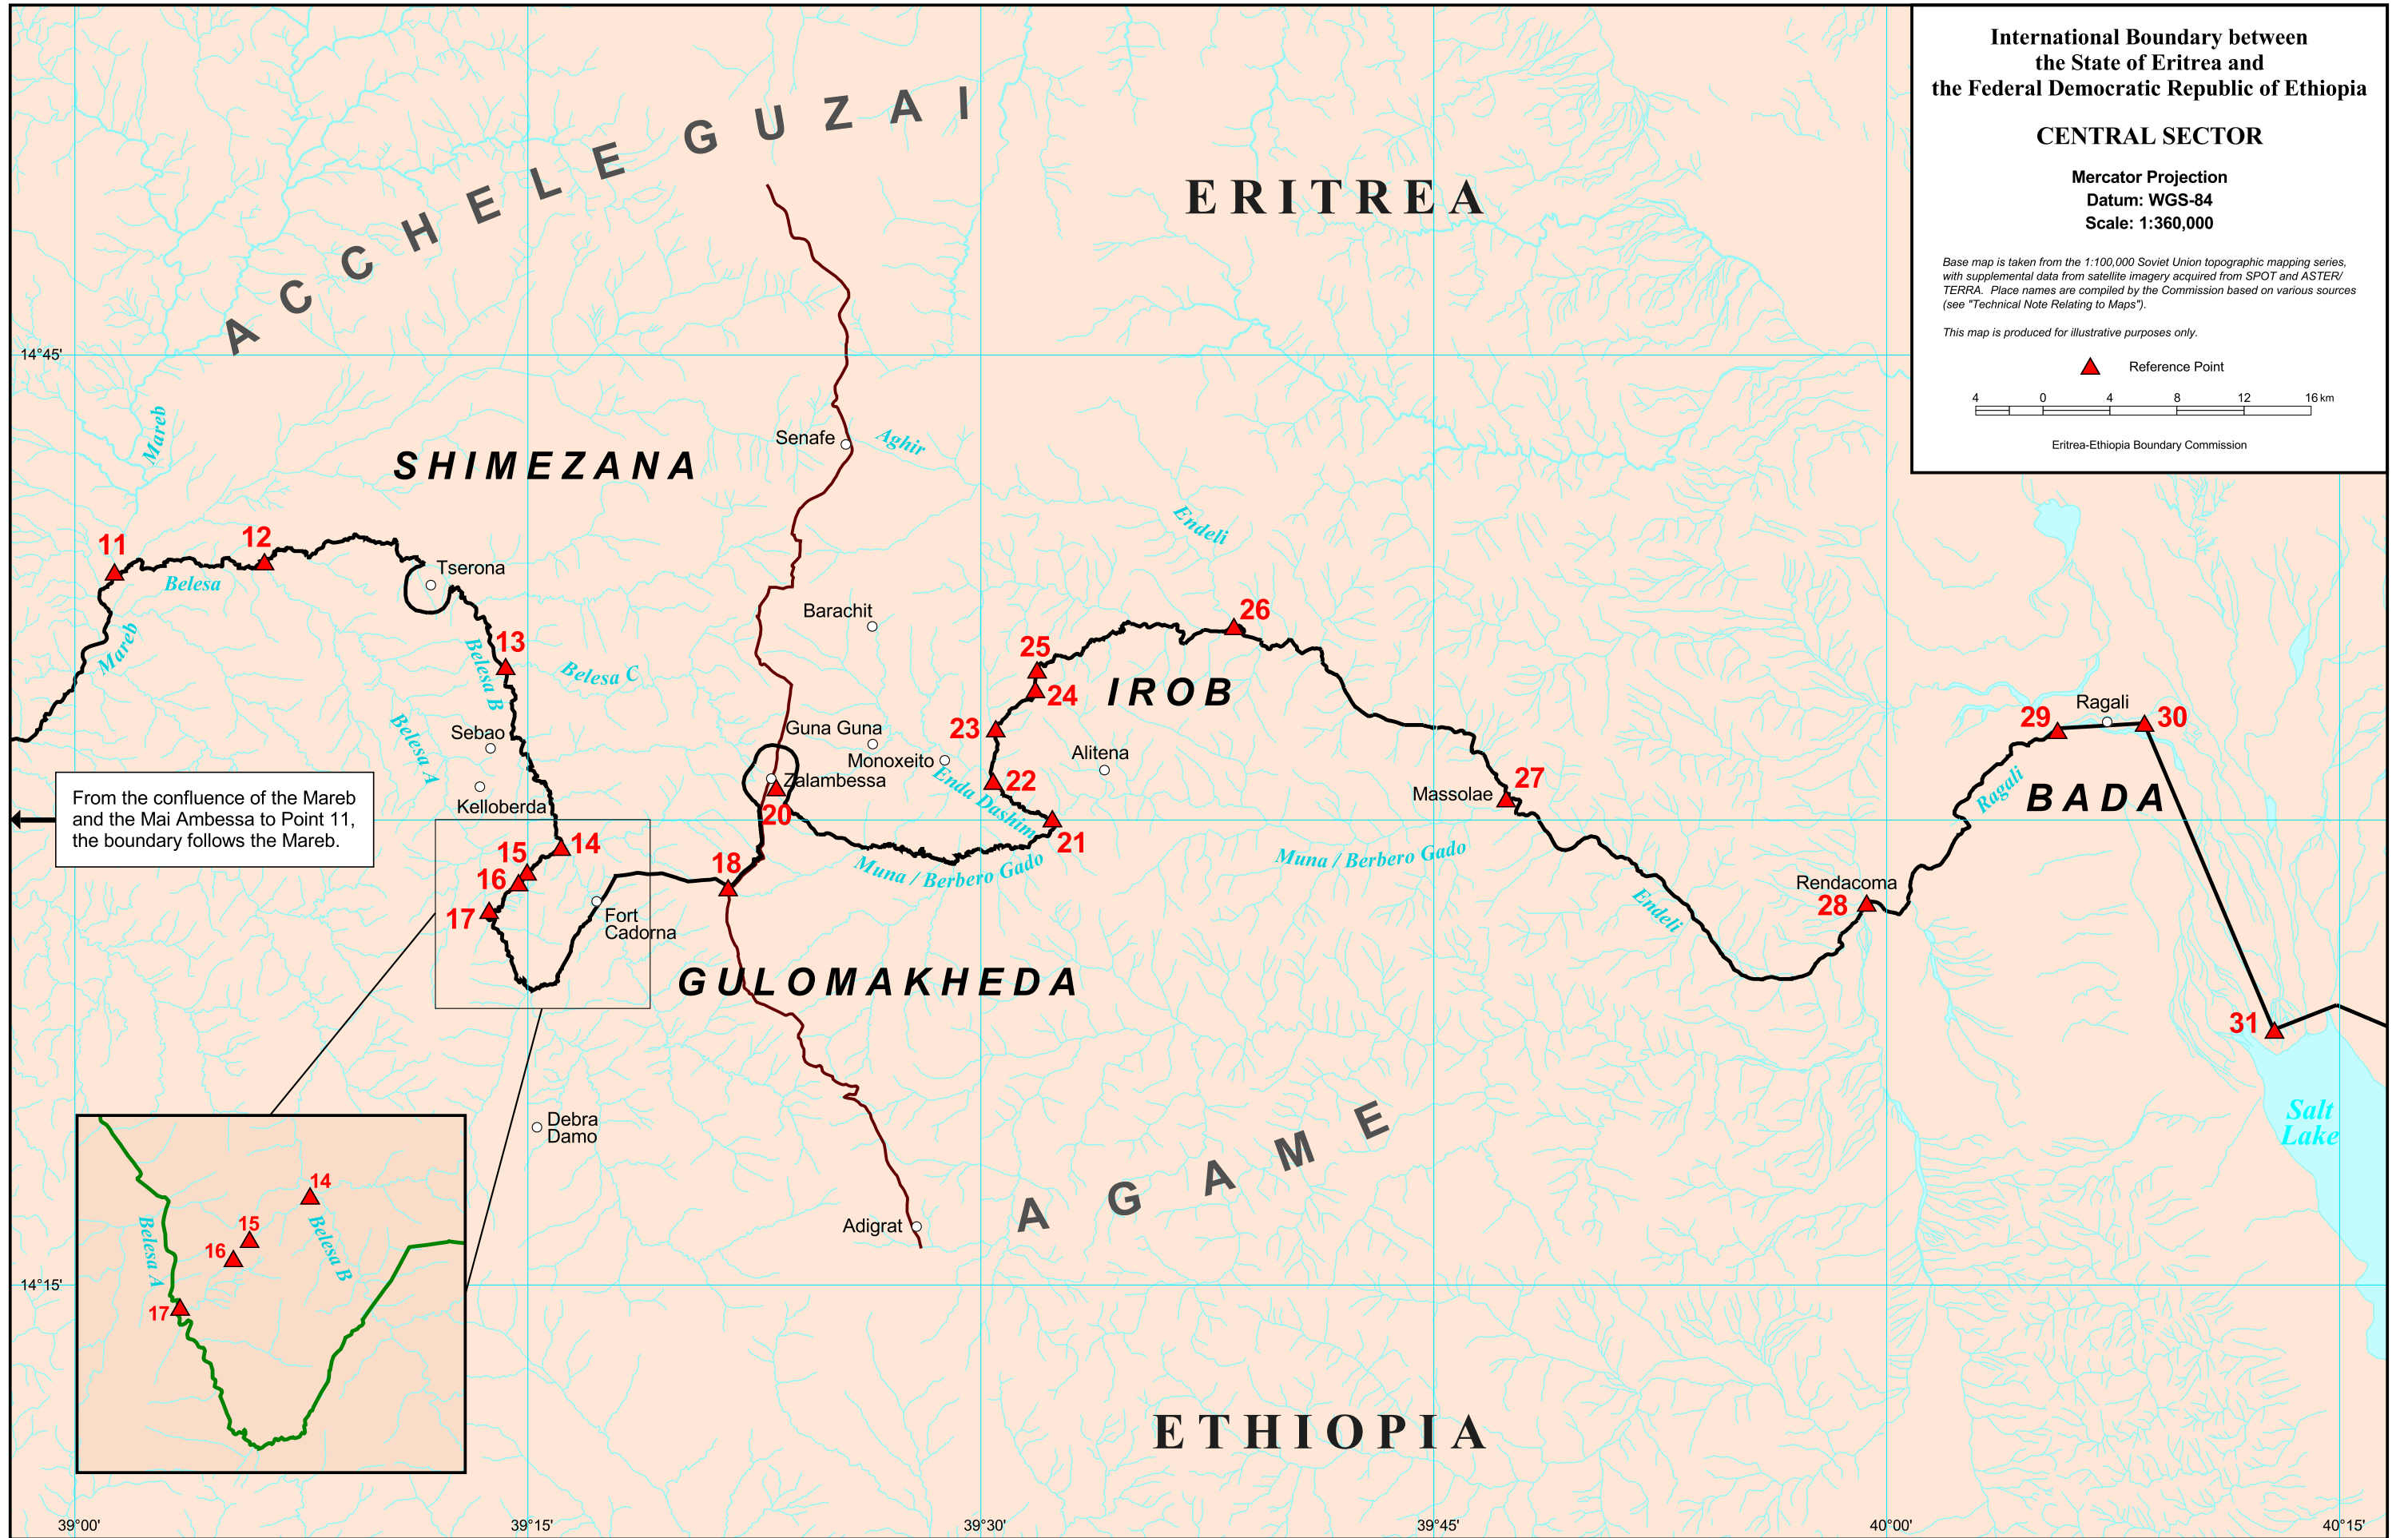 International Boundary between
the State of Eritrea and
the Federal Democratic Republic of Ethiopia
CENTRAL SECTOR
Mercator Projection
Datum: WGS-84
Scale: 1:360,000
Base map is taken from the 1:100,000 Soviet Union topographic mapping series,
with supplemental data from satellite imagery acquired from SPOT and ASTER/
TERRA. Place names are compiled by the Commission based on various sources
(see "Technical Note Relating to Maps").
This map is produced for illustrative purposes only.
Reference Point
4 0 4 8 12 16 km
Eritrea-Ethiopia Boundary Commission
ACCHELE GUZAI
ERITREA
14°45'
Mareb
Senafe
Aghir
SHIMEZANA
Endeli
11
12
Belesa
Tserona
Mareb
Barachit
26
13
Belesa B
Belesa C
25
24
IROB
Belesa A
Sebao
Guna Guna
23
Monoxeito
Alitena
Ragali
29
30
Zalambessa
Enda Dashim
22
Massolae
27
Ragali
BADA
Kelloberda
20
From the confluence of the Mareb
and the Mai Ambessa to Point 11,
the boundary follows the Mareb.
14
15
16
17
18
21
Muna / Berbero Gado
Muna / Berbero Gado
Rendacoma
28
Endeli
Fort
Cadorna
GULOMAKHEDA
31
Salt
Lake
Debra
Damo
AGAME
Adigrat
14
15
16
17
Belesa A
Belesa B
14°15'
ETHIOPIA
39°00'
39°15'
39°30'
39°45'
40°00'
40°15'